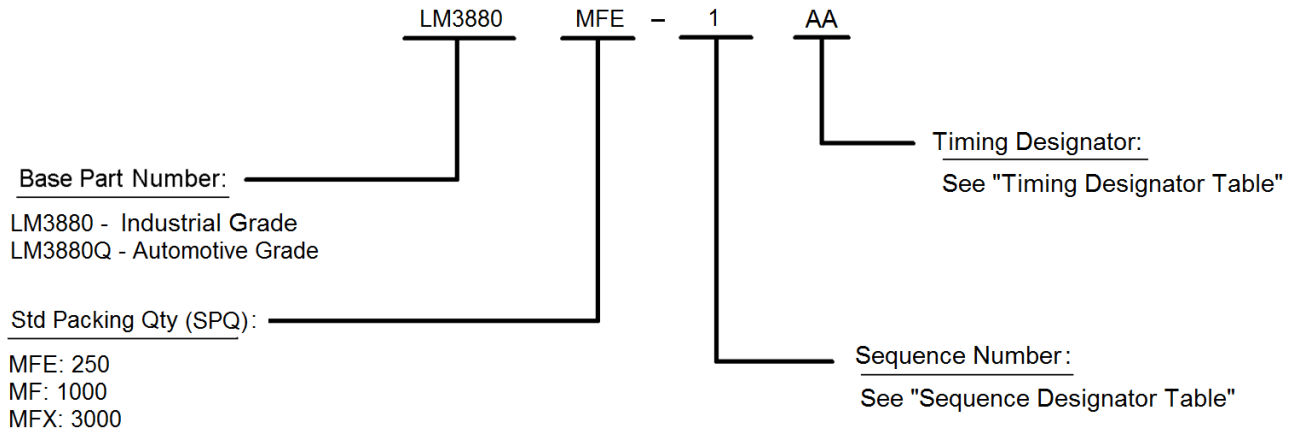 LM3880 MFE – 1 AA
Timing Designator:
See "Timing Designator Table"
Base Part Number:
LM3880 - Industrial Grade
LM3880Q - Automotive Grade
Std Packing Qty (SPQ):
MFE: 250
MF: 1000
MFX: 3000
Sequence Number:
See "Sequence Designator Table"